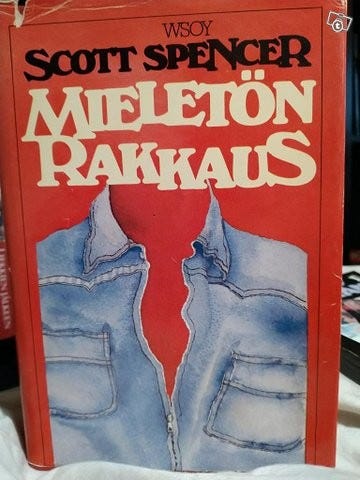 WSOY
SCOTT SPENCER
MIELETÖN
RAKKAUS